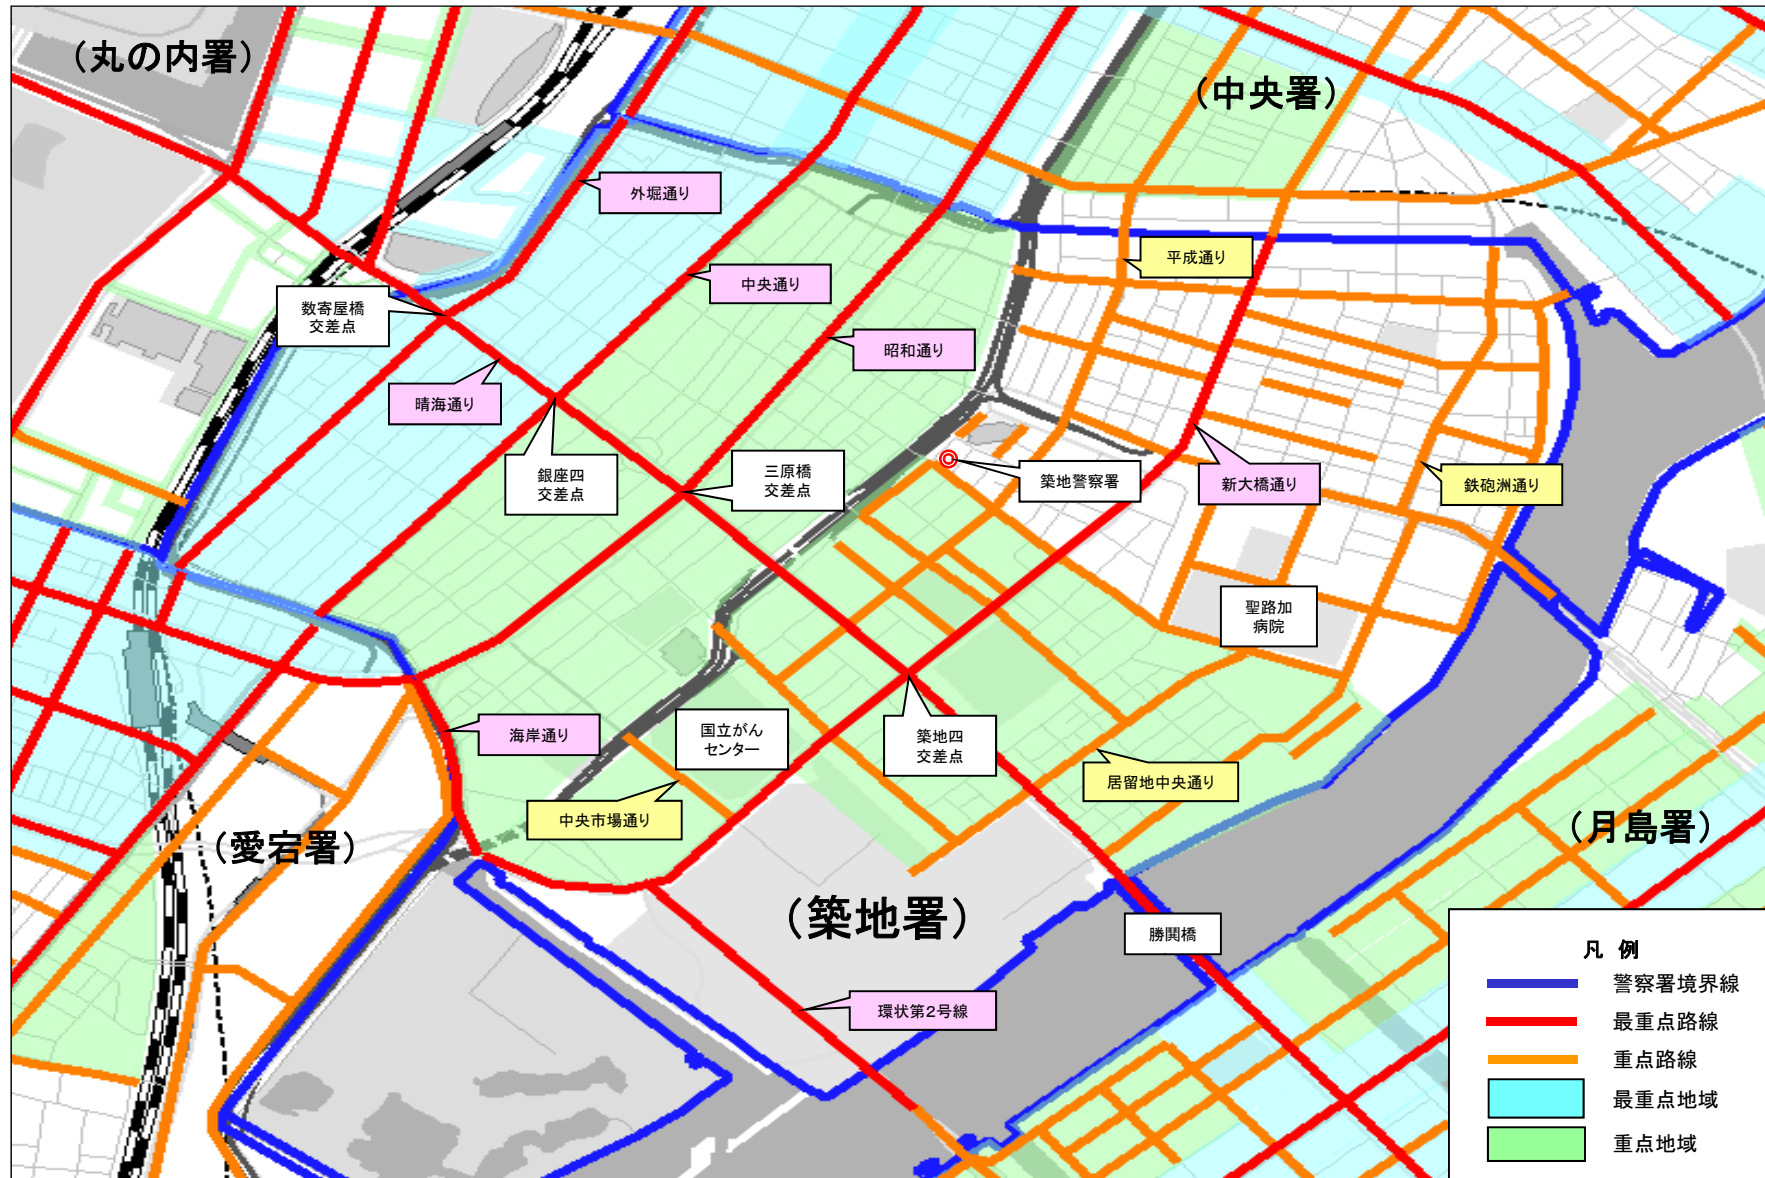 (丸の内署)
(中央署)
外堀通り
平成通り
中央通り
数寄屋橋
交差点
昭和通り
晴海通り
銀座四
交差点
三原橋
交差点
築地警察署
新大橋通り
鉄砲洲通り
聖路加
病院
海岸通り
国立がん
センター
築地四
交差点
居留地中央通り
中央市場通り
(愛宕署)
(月島署)
(築地署)
勝鬨橋
環状第2号線
凡 例
警察署境界線
最重点路線
重点路線
最重点地域
重点地域